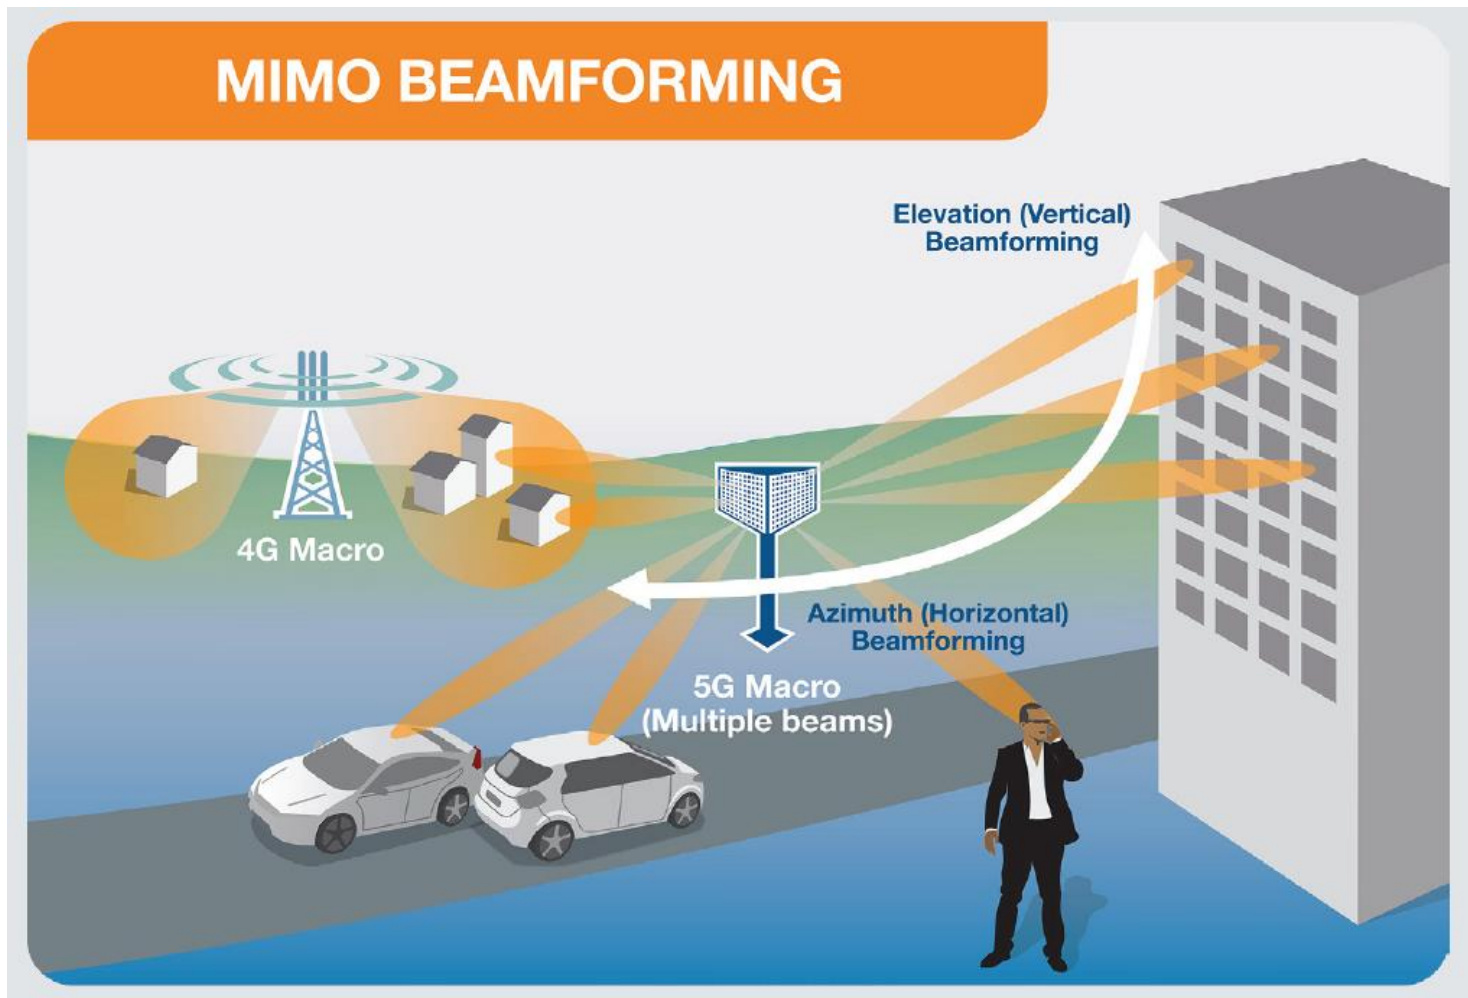 MIMO BEAMFORMING
Elevation (Vertical)
Beamforming
4G Macro
Azimuth (Horizontal)
Beamforming
5G Macro
(Multiple beams)